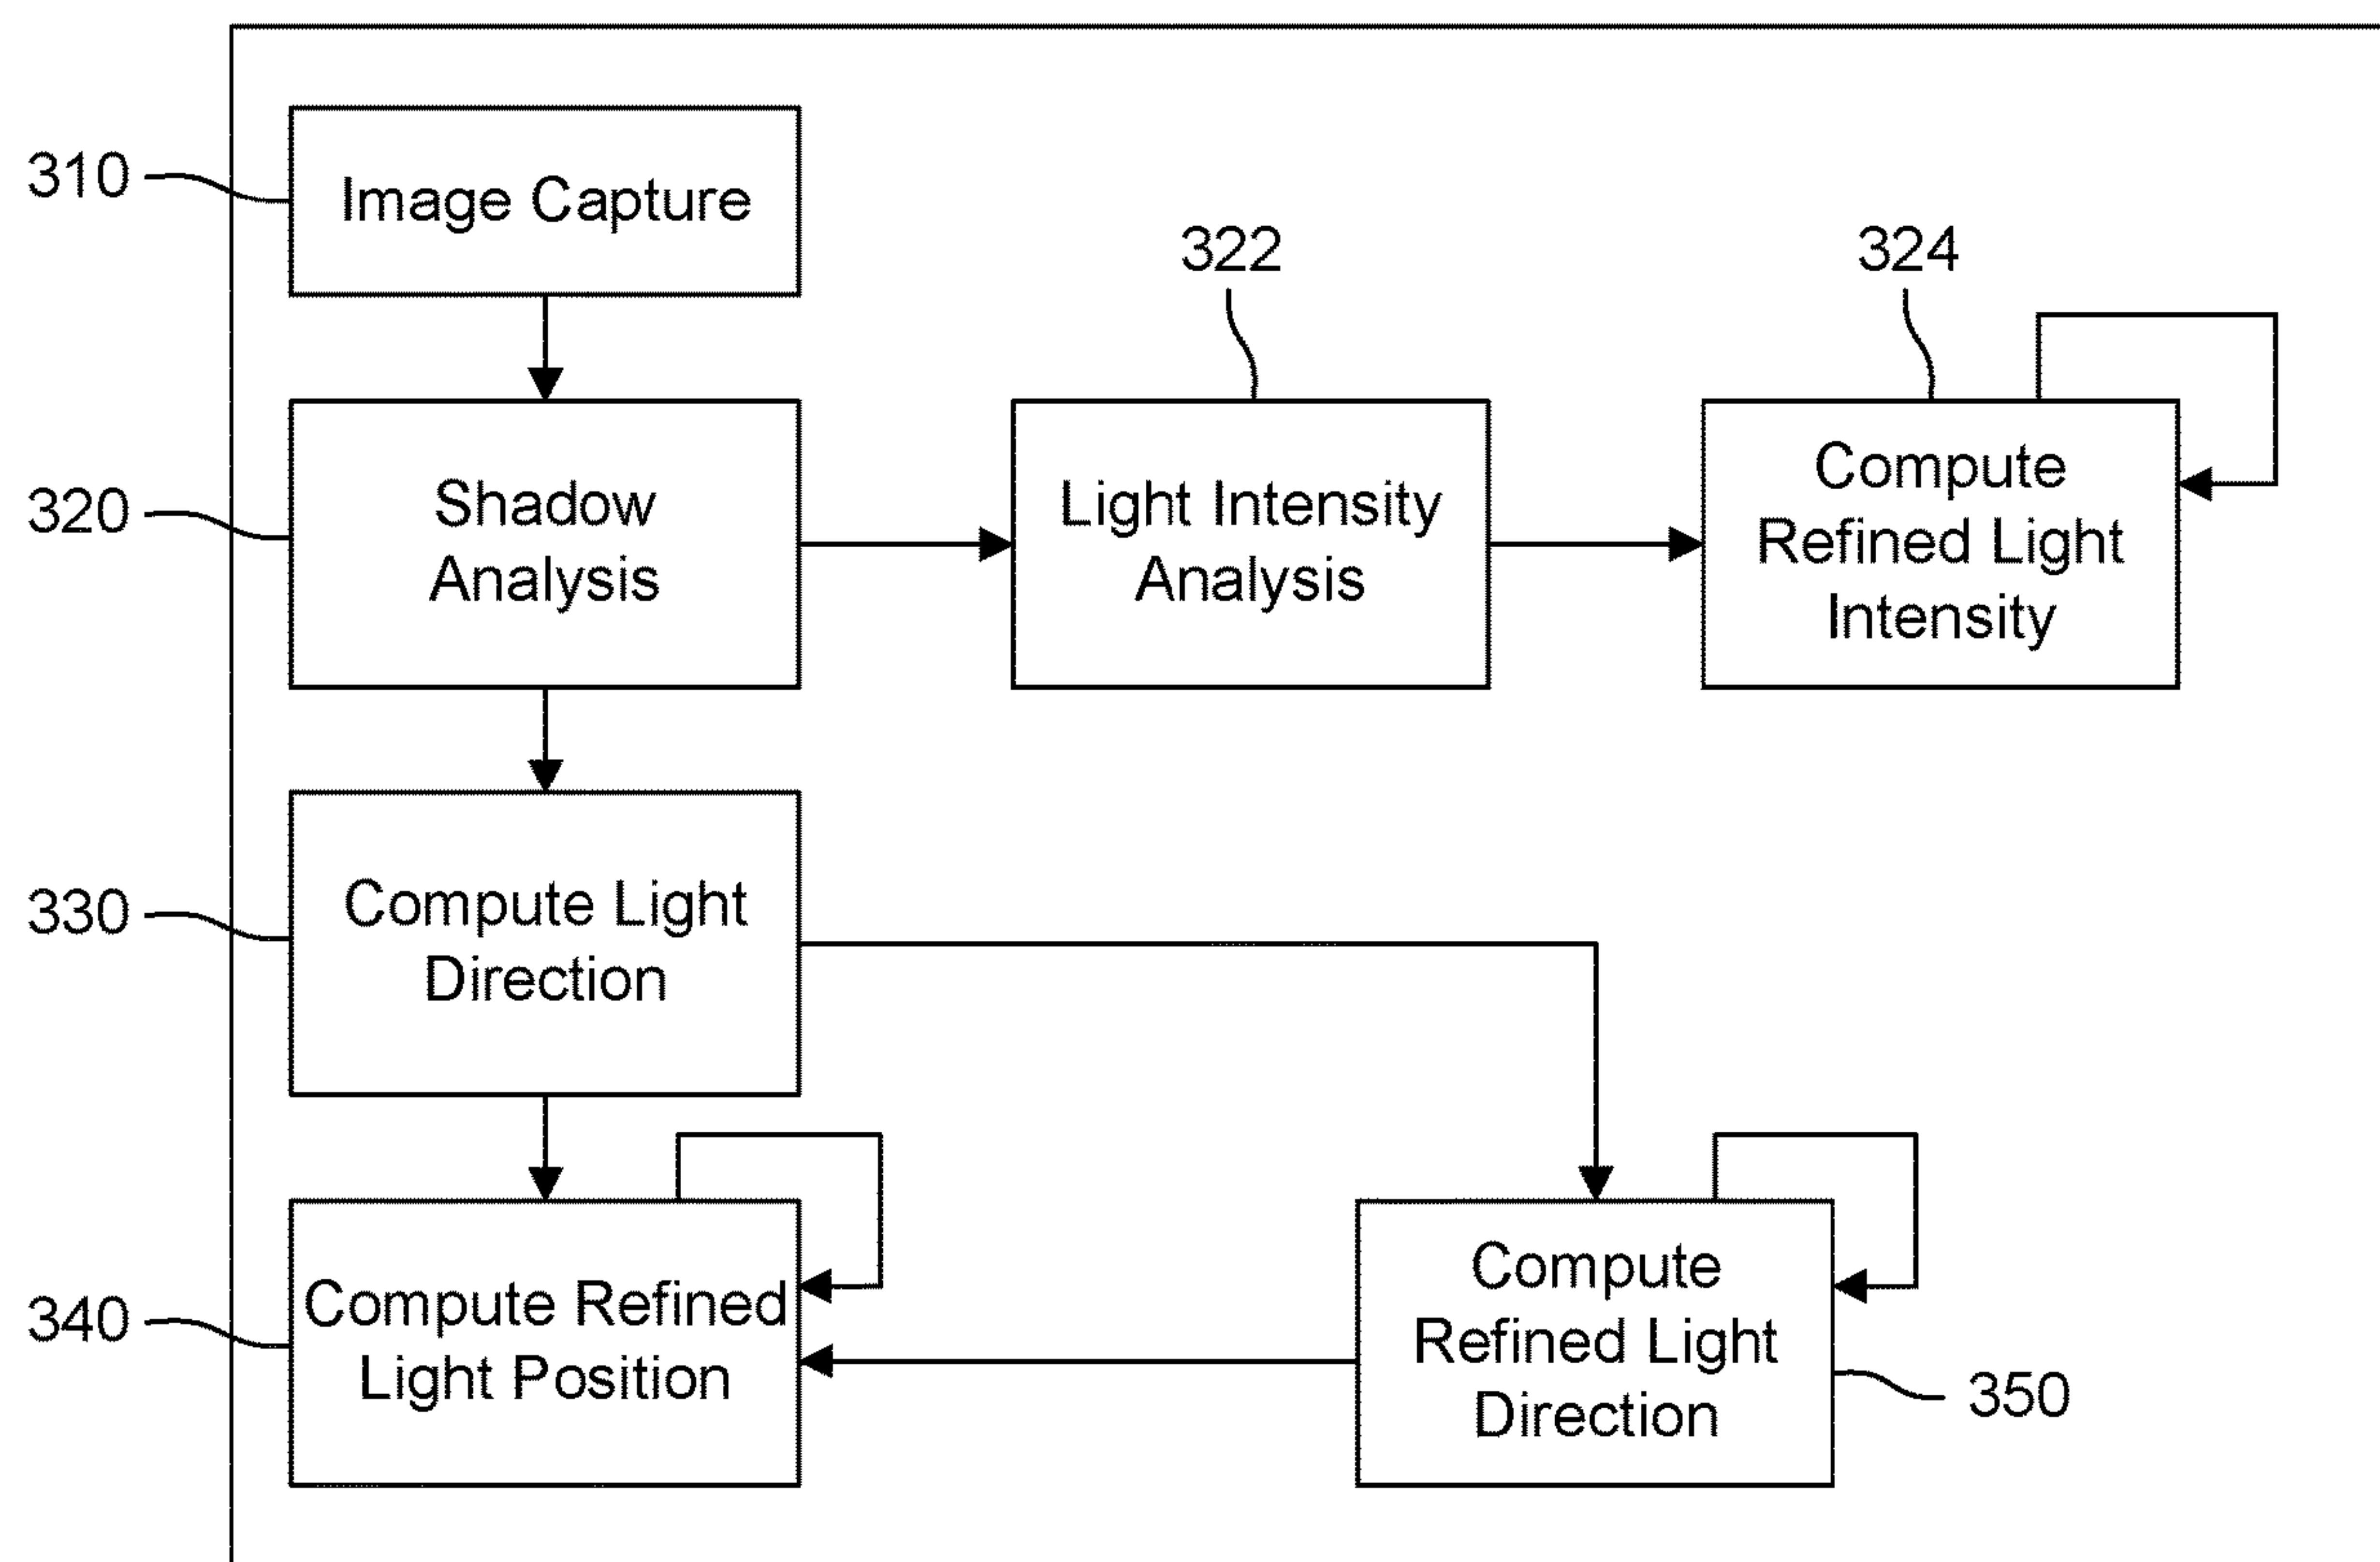 310
Image Capture
322
324
320
Shadow
Analysis
Light Intensity
Analysis
Compute
Refined Light
Intensity
330
Compute Light
Direction
340
Compute Refined
Light Position
Compute
Refined Light
Direction
350